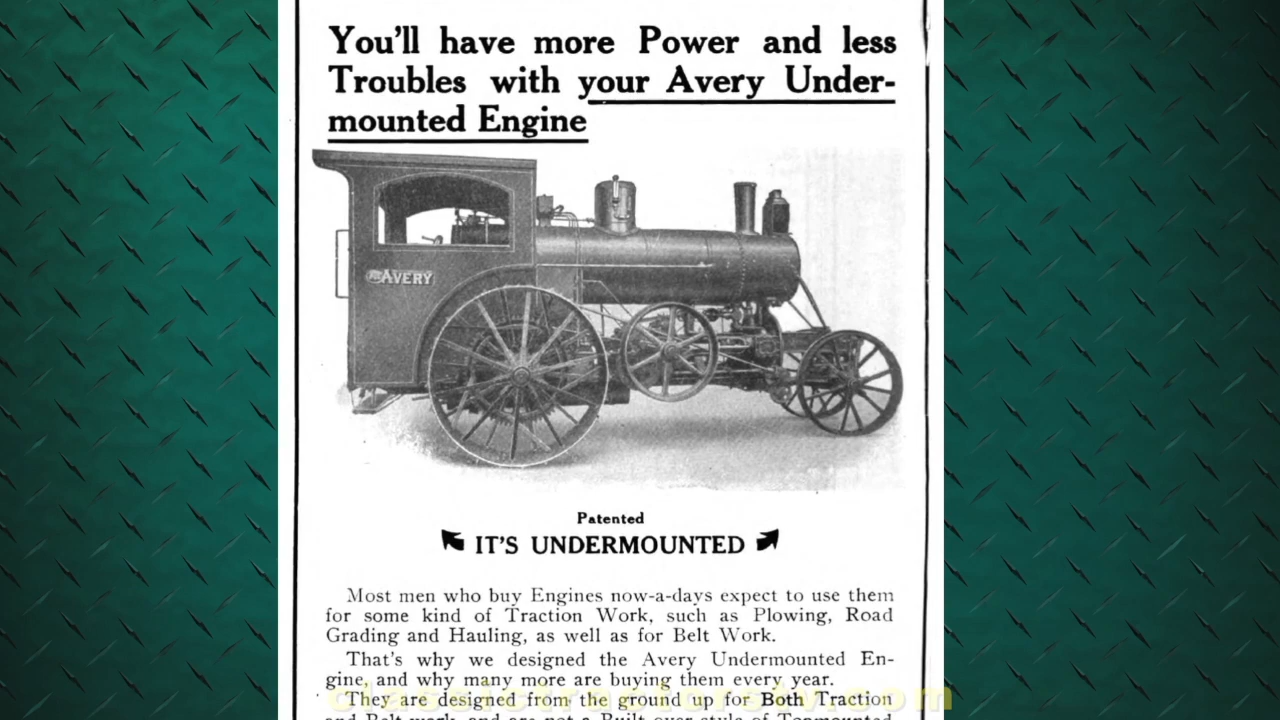 You'll have more Power and less
Troubles with your Avery Under-
mounted Engine
AVERY
Patented
IT'S UNDERMOUNTED
Most men who buy Engines now-a-days expect to use them
for some kind of Traction Work, such as Plowing, Road
Grading and Hauling, as well as for Belt Work.
That's why we designed the Avery Undermounted En-
gine, and why many more are buying them every year.
They are designed from the ground up for Both Traction
and Belt work, and are not a Built-over style of Topmounted
classictractorstv.com